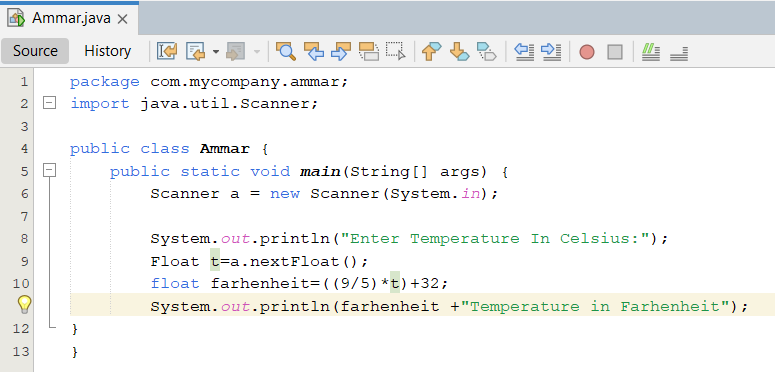 Ammar.java
Source History
1 package com.mycompany.ammar;
2 import java.util.Scanner;
3
4 public class Ammar {
5 public static void main(String[] args) {
6 Scanner a = new Scanner(System.in);
7
8 System.out.println("Enter Temperature In Celsius:");
9 Float t=a.nextFloat();
10 float farhenheit=((9/5)*t)+32;
System.out.println(farhenheit +"Temperature in Farhenheit");
12 }
13 }